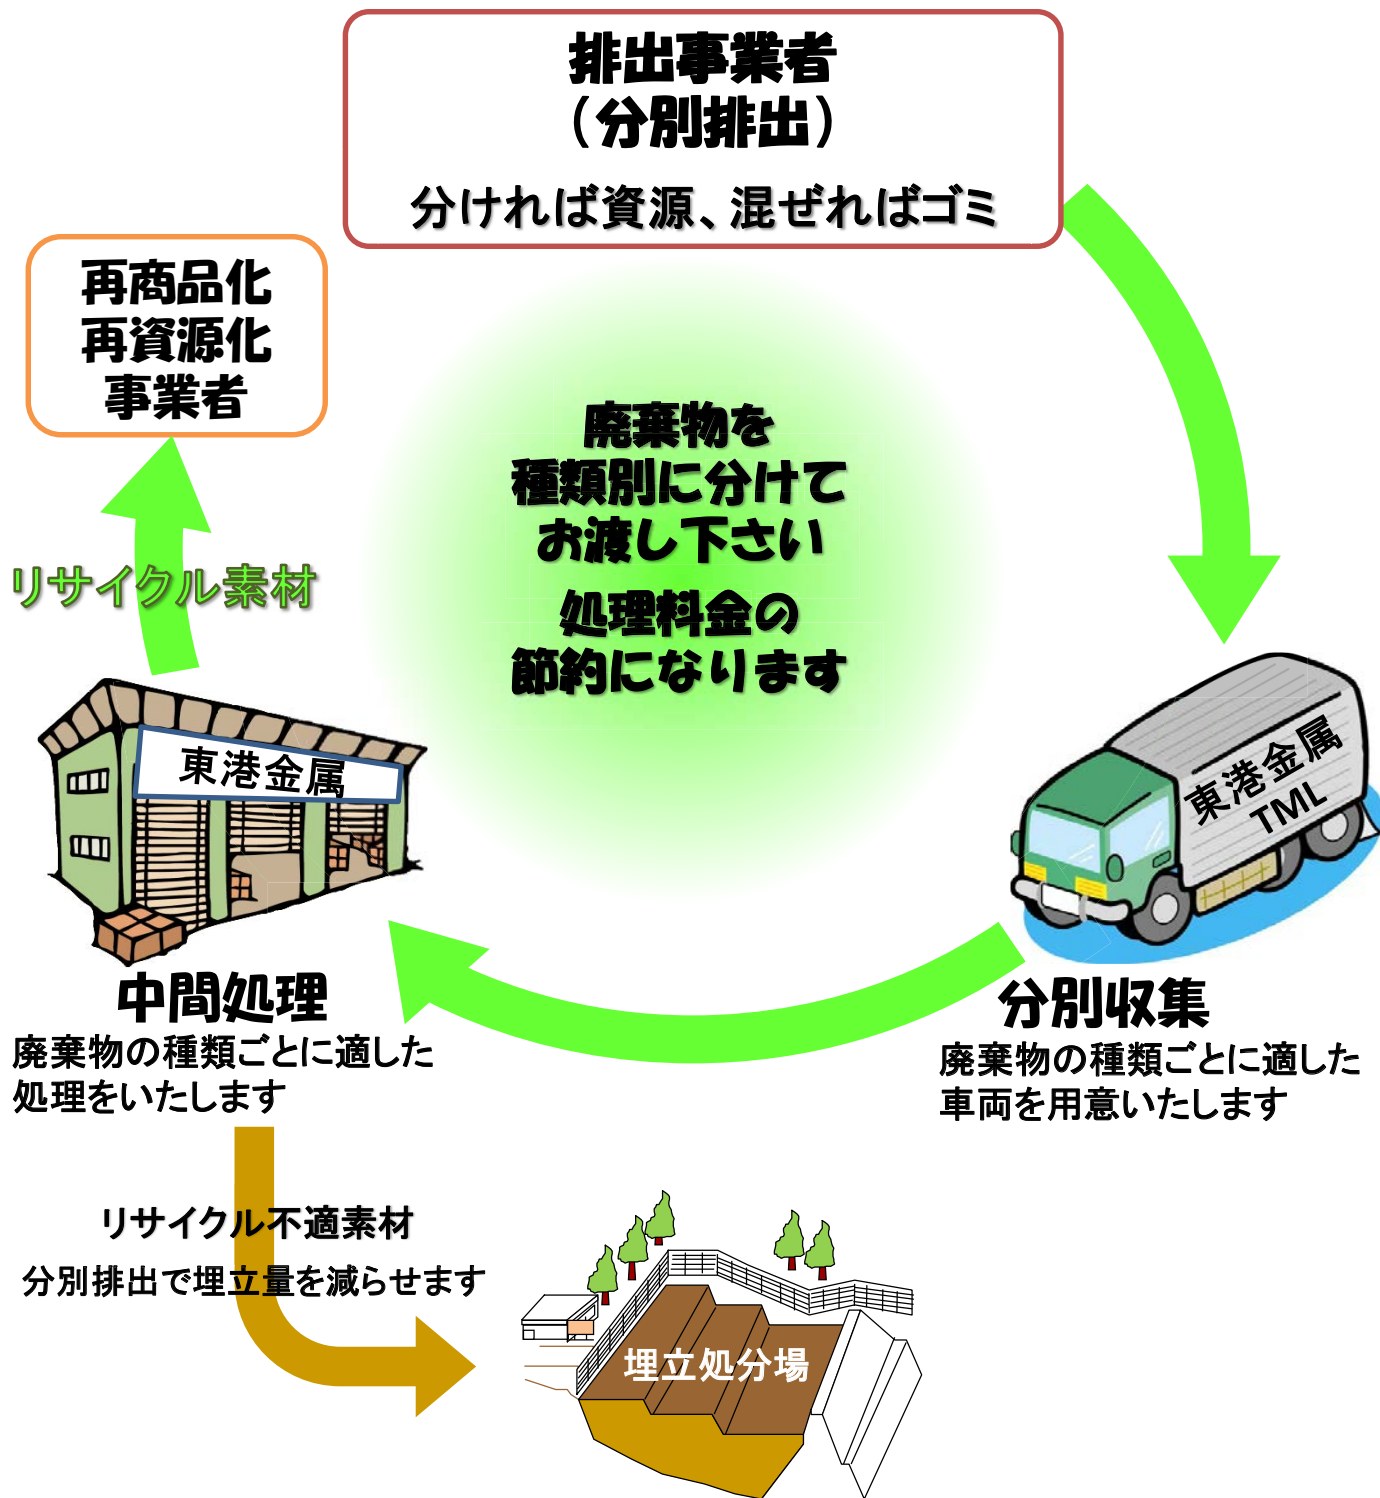 排出事業者
（分別排出）
分ければ資源、混ぜればゴミ
再商品化
再資源化
事業者
廃棄物を
種類別に分けて
お渡し下さい
処理料金の
節約になります
リサイクル素材
東港金属
東港金属
TML
中間処理
廃棄物の種類ごとに適した
処理をいたします
分別収集
廃棄物の種類ごとに適した
車両を用意いたします
リサイクル不適素材
分別排出で埋立量を減らせます
埋立処分場